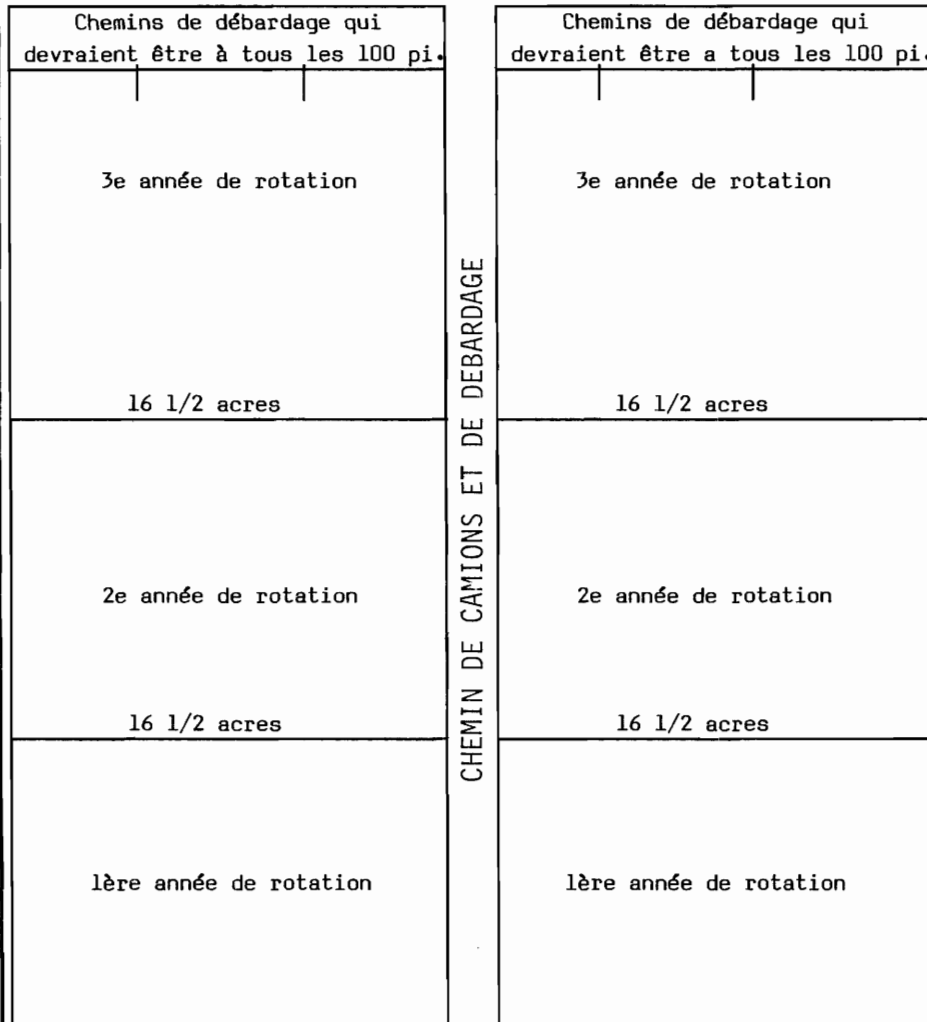 Chemins de débardage qui
devraient être à tous les 100 pi.
3e année de rotation
16 1/2 acres
2e année de rotation
16 1/2 acres
1ère année de rotation
CHEMIN DE CAMIONS ET DE DEBARDAGE
Chemins de débardage qui
devraient être a tous les 100 pi.
3e année de rotation
16 1/2 acres
2e année de rotation
16 1/2 acres
1ère année de rotation